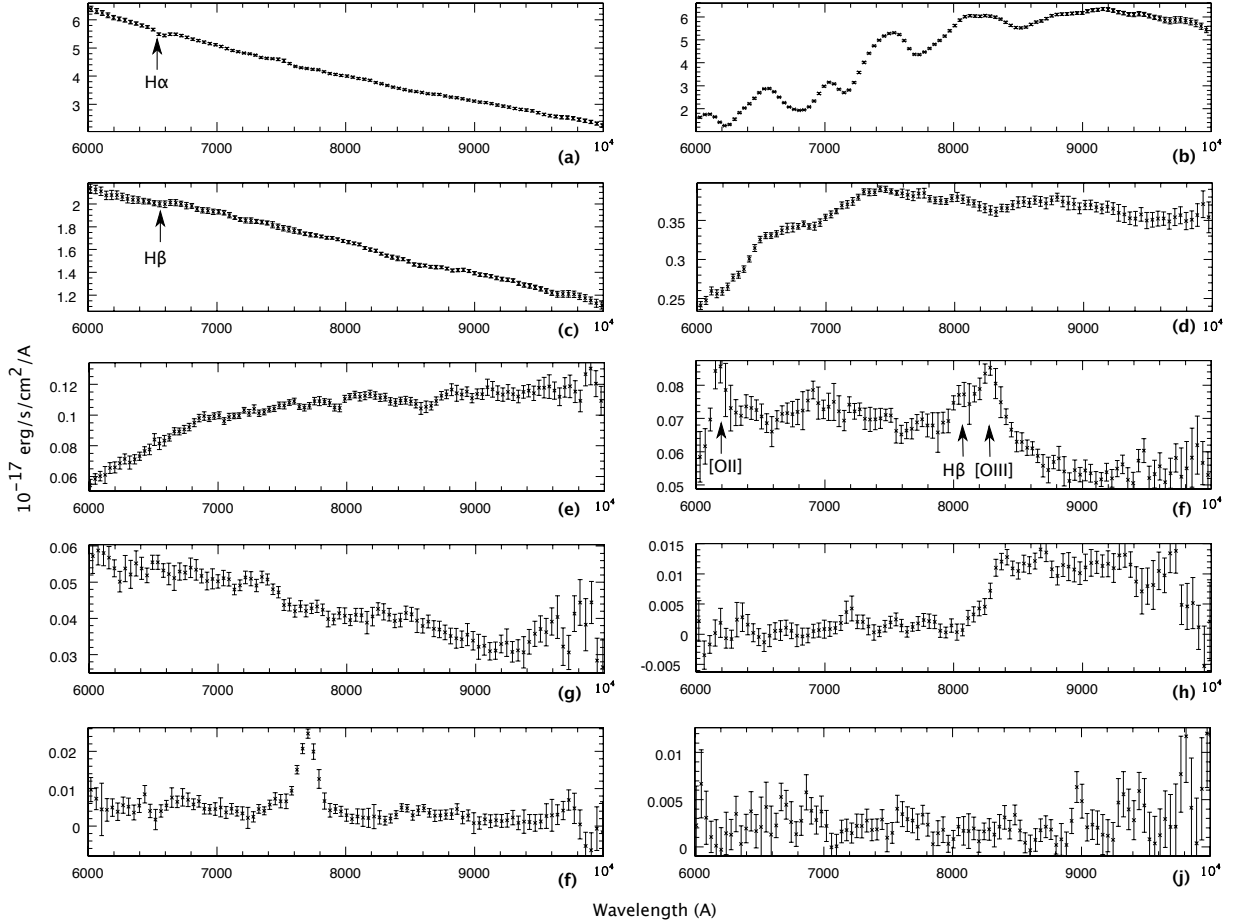 6
5
4
3
Hα
6000 7000 8000 9000 10⁴
(a)
6
5
4
3
2
6000 7000 8000 9000 10⁴
(b)
2
1.8
1.6
1.4
1.2
Hβ
6000 7000 8000 9000 10⁴
(c)
0.35
0.3
0.25
6000 7000 8000 9000 10⁴
(d)
10⁻¹⁷ erg/s/cm²/A
0.12
0.1
0.08
0.06
6000 7000 8000 9000 10⁴
(e)
0.08
0.07
0.06
0.05
[OII]
Hβ [OIII]
6000 7000 8000 9000 10⁴
(f)
0.06
0.05
0.04
0.03
6000 7000 8000 9000 10⁴
(g)
0.015
0.01
0.005
0
-0.005
6000 7000 8000 9000 10⁴
(h)
0.02
0.01
0
6000 7000 8000 9000 10⁴
(f)
0.01
0.005
0
6000 7000 8000 9000 10⁴
(j)
Wavelength (A)